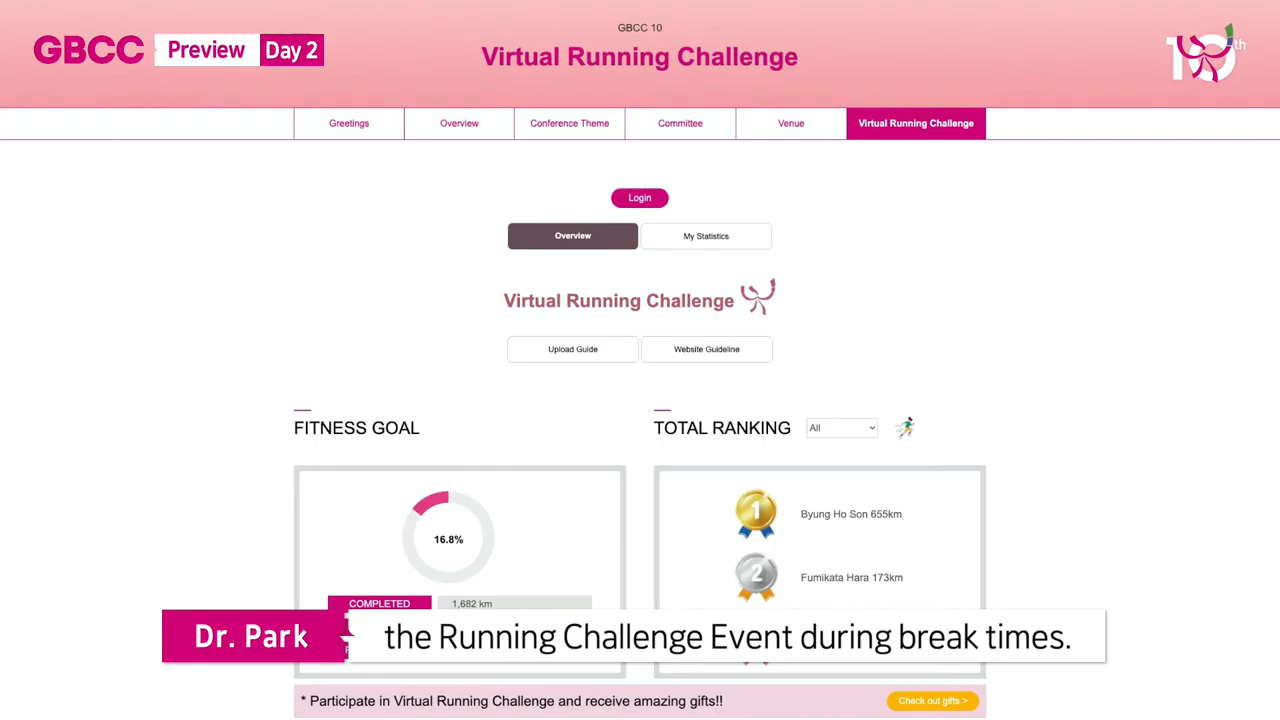 GBCC Preview Day 2
GBCC 10
Virtual Running Challenge
10th
Greetings
Overview
Conference Theme
Committee
Venue
Virtual Running Challenge
Login
Overview
My Statistics
Virtual Running Challenge
Upload Guide
Website Guideline
FITNESS GOAL
TOTAL RANKING
All
16.8%
COMPLETED
1,682 km
1
Byung Ho Son 655km
2
Fumikata Hara 173km
Dr. Park
the Running Challenge Event during break times.
* Participate in Virtual Running Challenge and receive amazing gifts!!
Check out gifts >